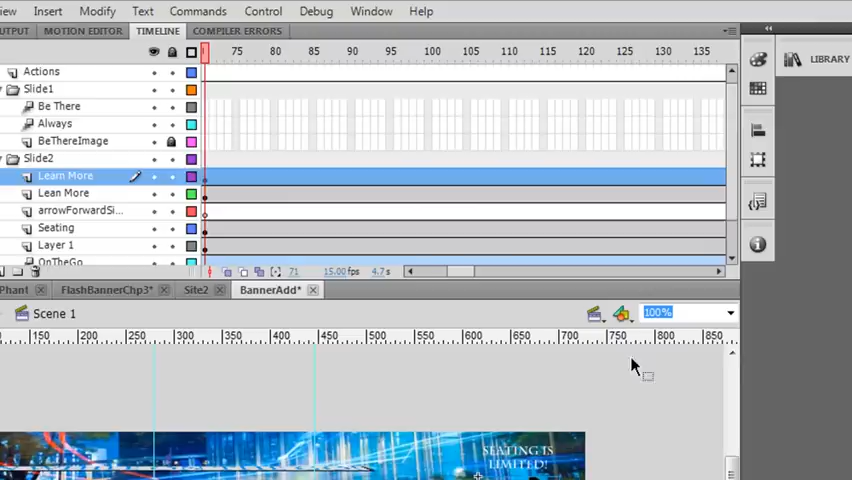 iew Insert Modify Text Commands Control Debug Window Help
UTPUT MOTION EDITOR TIMELINE COMPILER ERRORS
75 80 85 90 95 100 105 110 115 120 125 130 135
LIBRARY
Actions
Slide1
Be There
Always
BeThereImage
Slide2
Learn More
Lean More
arrowForwardSi...
Seating
Layer 1
OnTheGo
71 15.00 fps 4.7 s
Phant FlashBannerChp3* Site2 BannerAdd*
Scene 1 100%
150 200 250 300 350 400 450 500 550 600 650 700 750 800 850
SEATING IS
LIMITED!